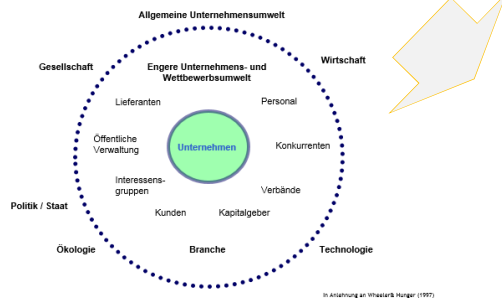 Allgemeine Unternehmensumwelt
Gesellschaft
Engere Unternehmens- und
Wettbewerbsumwelt
Wirtschaft
Lieferanten
Personal
Öffentliche
Verwaltung
Unternehmen
Konkurrenten
Interessens-
gruppen
Verbände
Politik / Staat
Kunden
Kapitalgeber
Ökologie
Branche
Technologie
In Anlehnung an Wheeler& Hunger (1997)